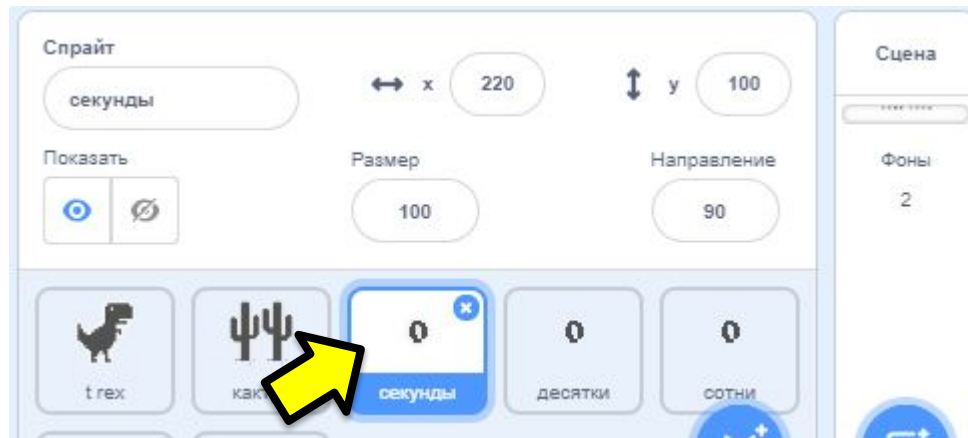 Спрайт
Сцена
секунды
x 220
y 100
Показать
Размер
Направление
Фоны
100
90
2
0
0
0
t rex
секунды
десятки
сотни